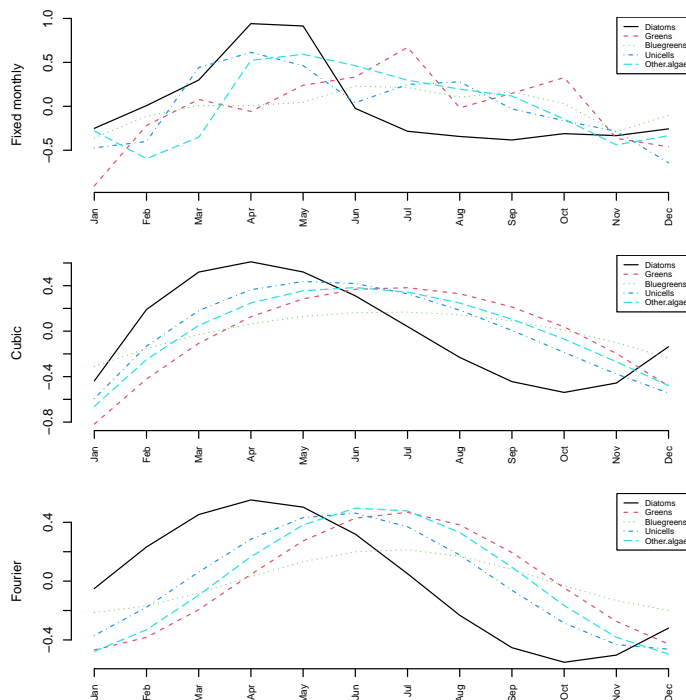 Fixed monthly
1.0
0.5
0.0
−0.5
Diatoms
Greens
Bluegreens
Unicells
Other.algae
Jan Feb Mar Apr May Jun Jul Aug Sep Oct Nov Dec
Cubic
0.4
0.0
−0.4
−0.8
Diatoms
Greens
Bluegreens
Unicells
Other.algae
Jan Feb Mar Apr May Jun Jul Aug Sep Oct Nov Dec
Fourier
0.4
0.0
−0.4
Diatoms
Greens
Bluegreens
Unicells
Other.algae
Jan Feb Mar Apr May Jun Jul Aug Sep Oct Nov Dec